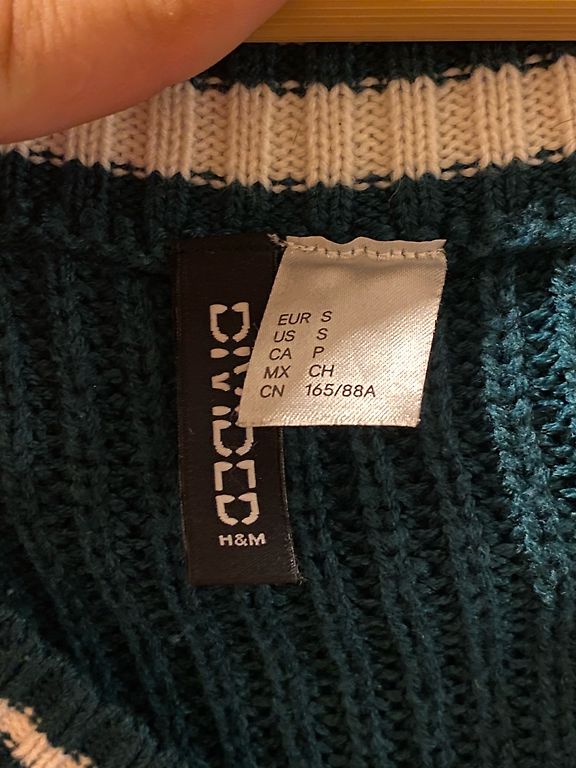 DIVIDED
H&M
EUR S
US S
CA P
MX CH
CN 165/88A